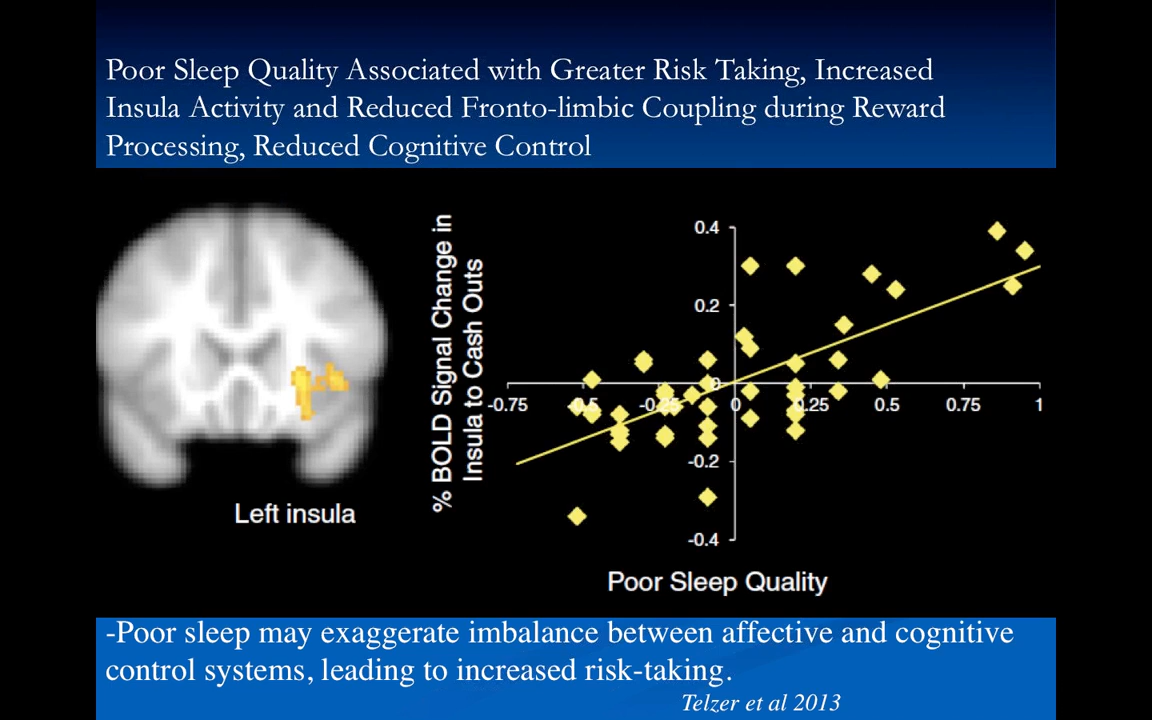 Poor Sleep Quality Associated with Greater Risk Taking, Increased
Insula Activity and Reduced Fronto-limbic Coupling during Reward
Processing, Reduced Cognitive Control
% BOLD Signal Change in
Insula to Cash Outs
0.4
0.2
0
-0.2
-0.4
-0.75
-0.5
-0.25
0
0.25
0.5
0.75
1
Left insula
Poor Sleep Quality
-Poor sleep may exaggerate imbalance between affective and cognitive
control systems, leading to increased risk-taking.
Telzer et al 2013